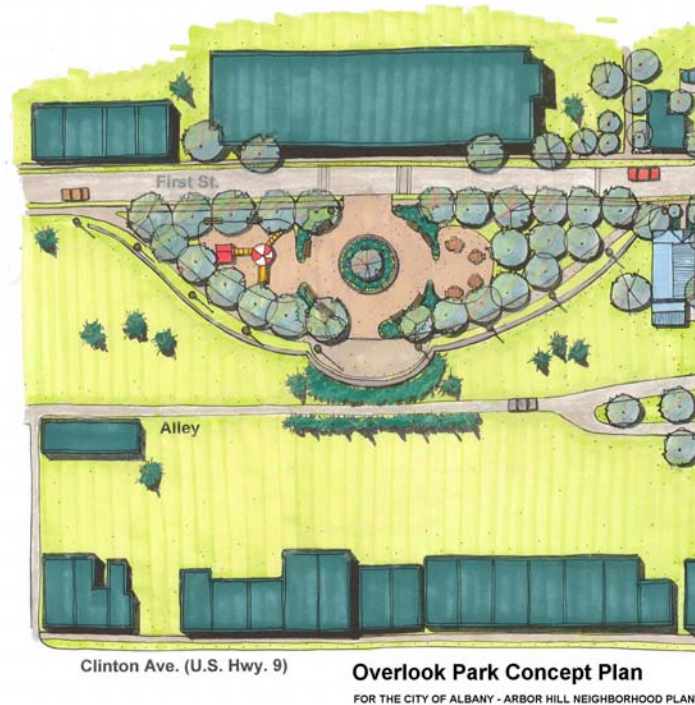 First St.
Alley
Clinton Ave. (U.S. Hwy. 9)
Overlook Park Concept Plan
FOR THE CITY OF ALBANY - ARBOR HILL NEIGHBORHOOD PLAN